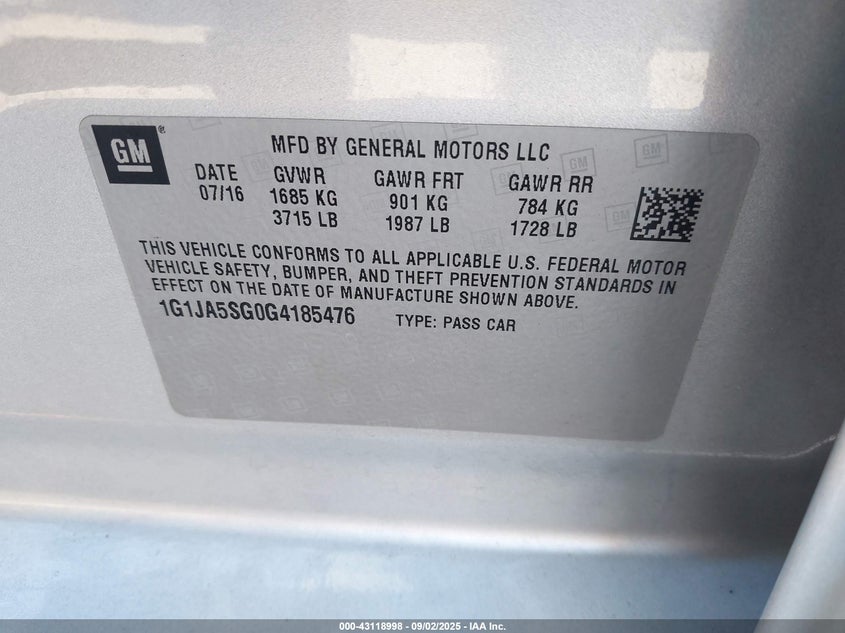 GM®
MFD BY GENERAL MOTORS LLC
DATE GVWR GAWR FRT GAWR RR
07/16 1685 KG 901 KG 784 KG
3715 LB 1987 LB 1728 LB
THIS VEHICLE CONFORMS TO ALL APPLICABLE U.S. FEDERAL MOTOR
VEHICLE SAFETY, BUMPER, AND THEFT PREVENTION STANDARDS IN
EFFECT ON THE DATE OF MANUFACTURE SHOWN ABOVE.
1G1JA5SG0G4185476 TYPE: PASS CAR
000-43118998 - 09/02/2025 - IAA Inc.